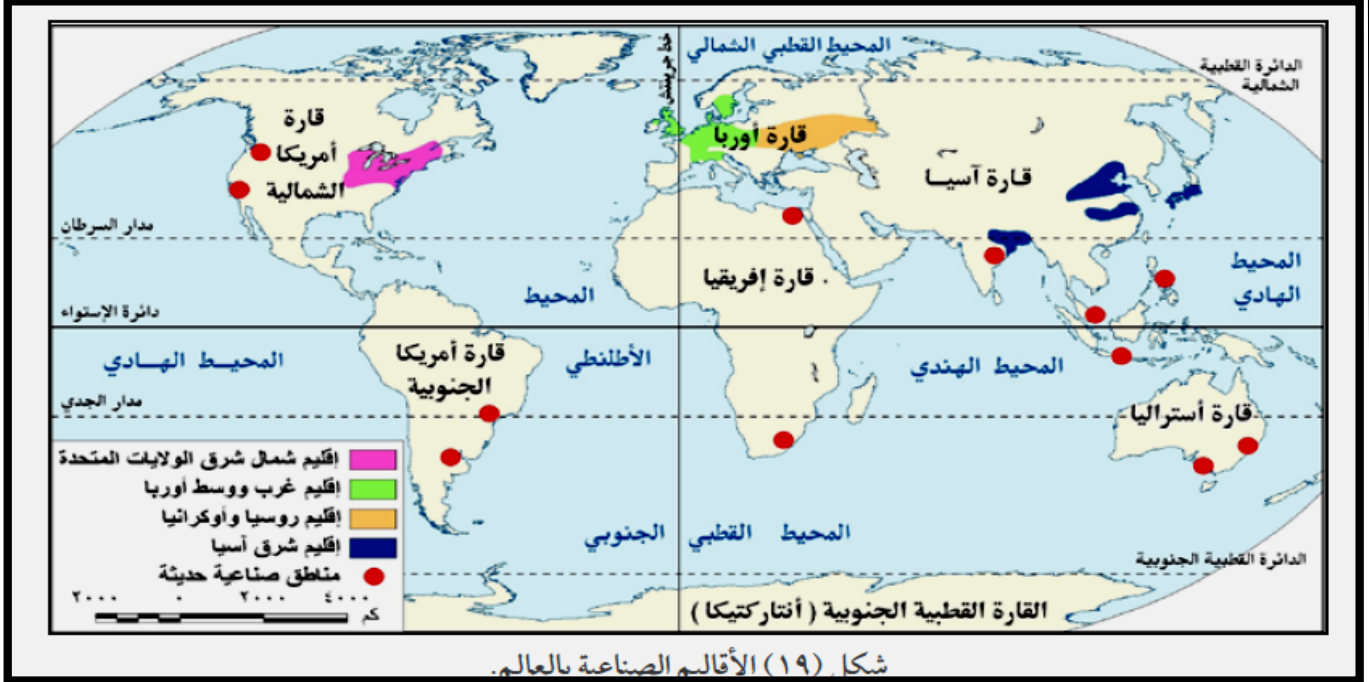 المحيط القطبي الشمالي
خط جرينتش
الدائرة القطبية
الشمالية
قارة
أمريكا
الشمالية
قارة أوربا
قارة آسيـا
مدار السرطان
المحيط
الهادي
قارة إفريقيا
المحيط
الأطلنطي
دائرة الإستواء
المحيـط الهـادي
قارة أمريكا
الجنوبية
المحيط الهندي
مدار الجدي
قارة أستراليا
إقليم شمال شرق الولايات المتحدة
إقليم غرب ووسط أوربا
إقليم روسيا وأوكرانيا
إقليم شرق آسيا
مناطق صناعية حديثة
٢٠٠٠ ٠ ٢٠٠٠ ٤٠٠٠
كم
المحيط القطبي الجنوبي
الدائرة القطبية الجنوبية
القارة القطبية الجنوبية ( أنتاركتيكا )
شكل (١٩) الأقاليم الصناعية بالعالم.